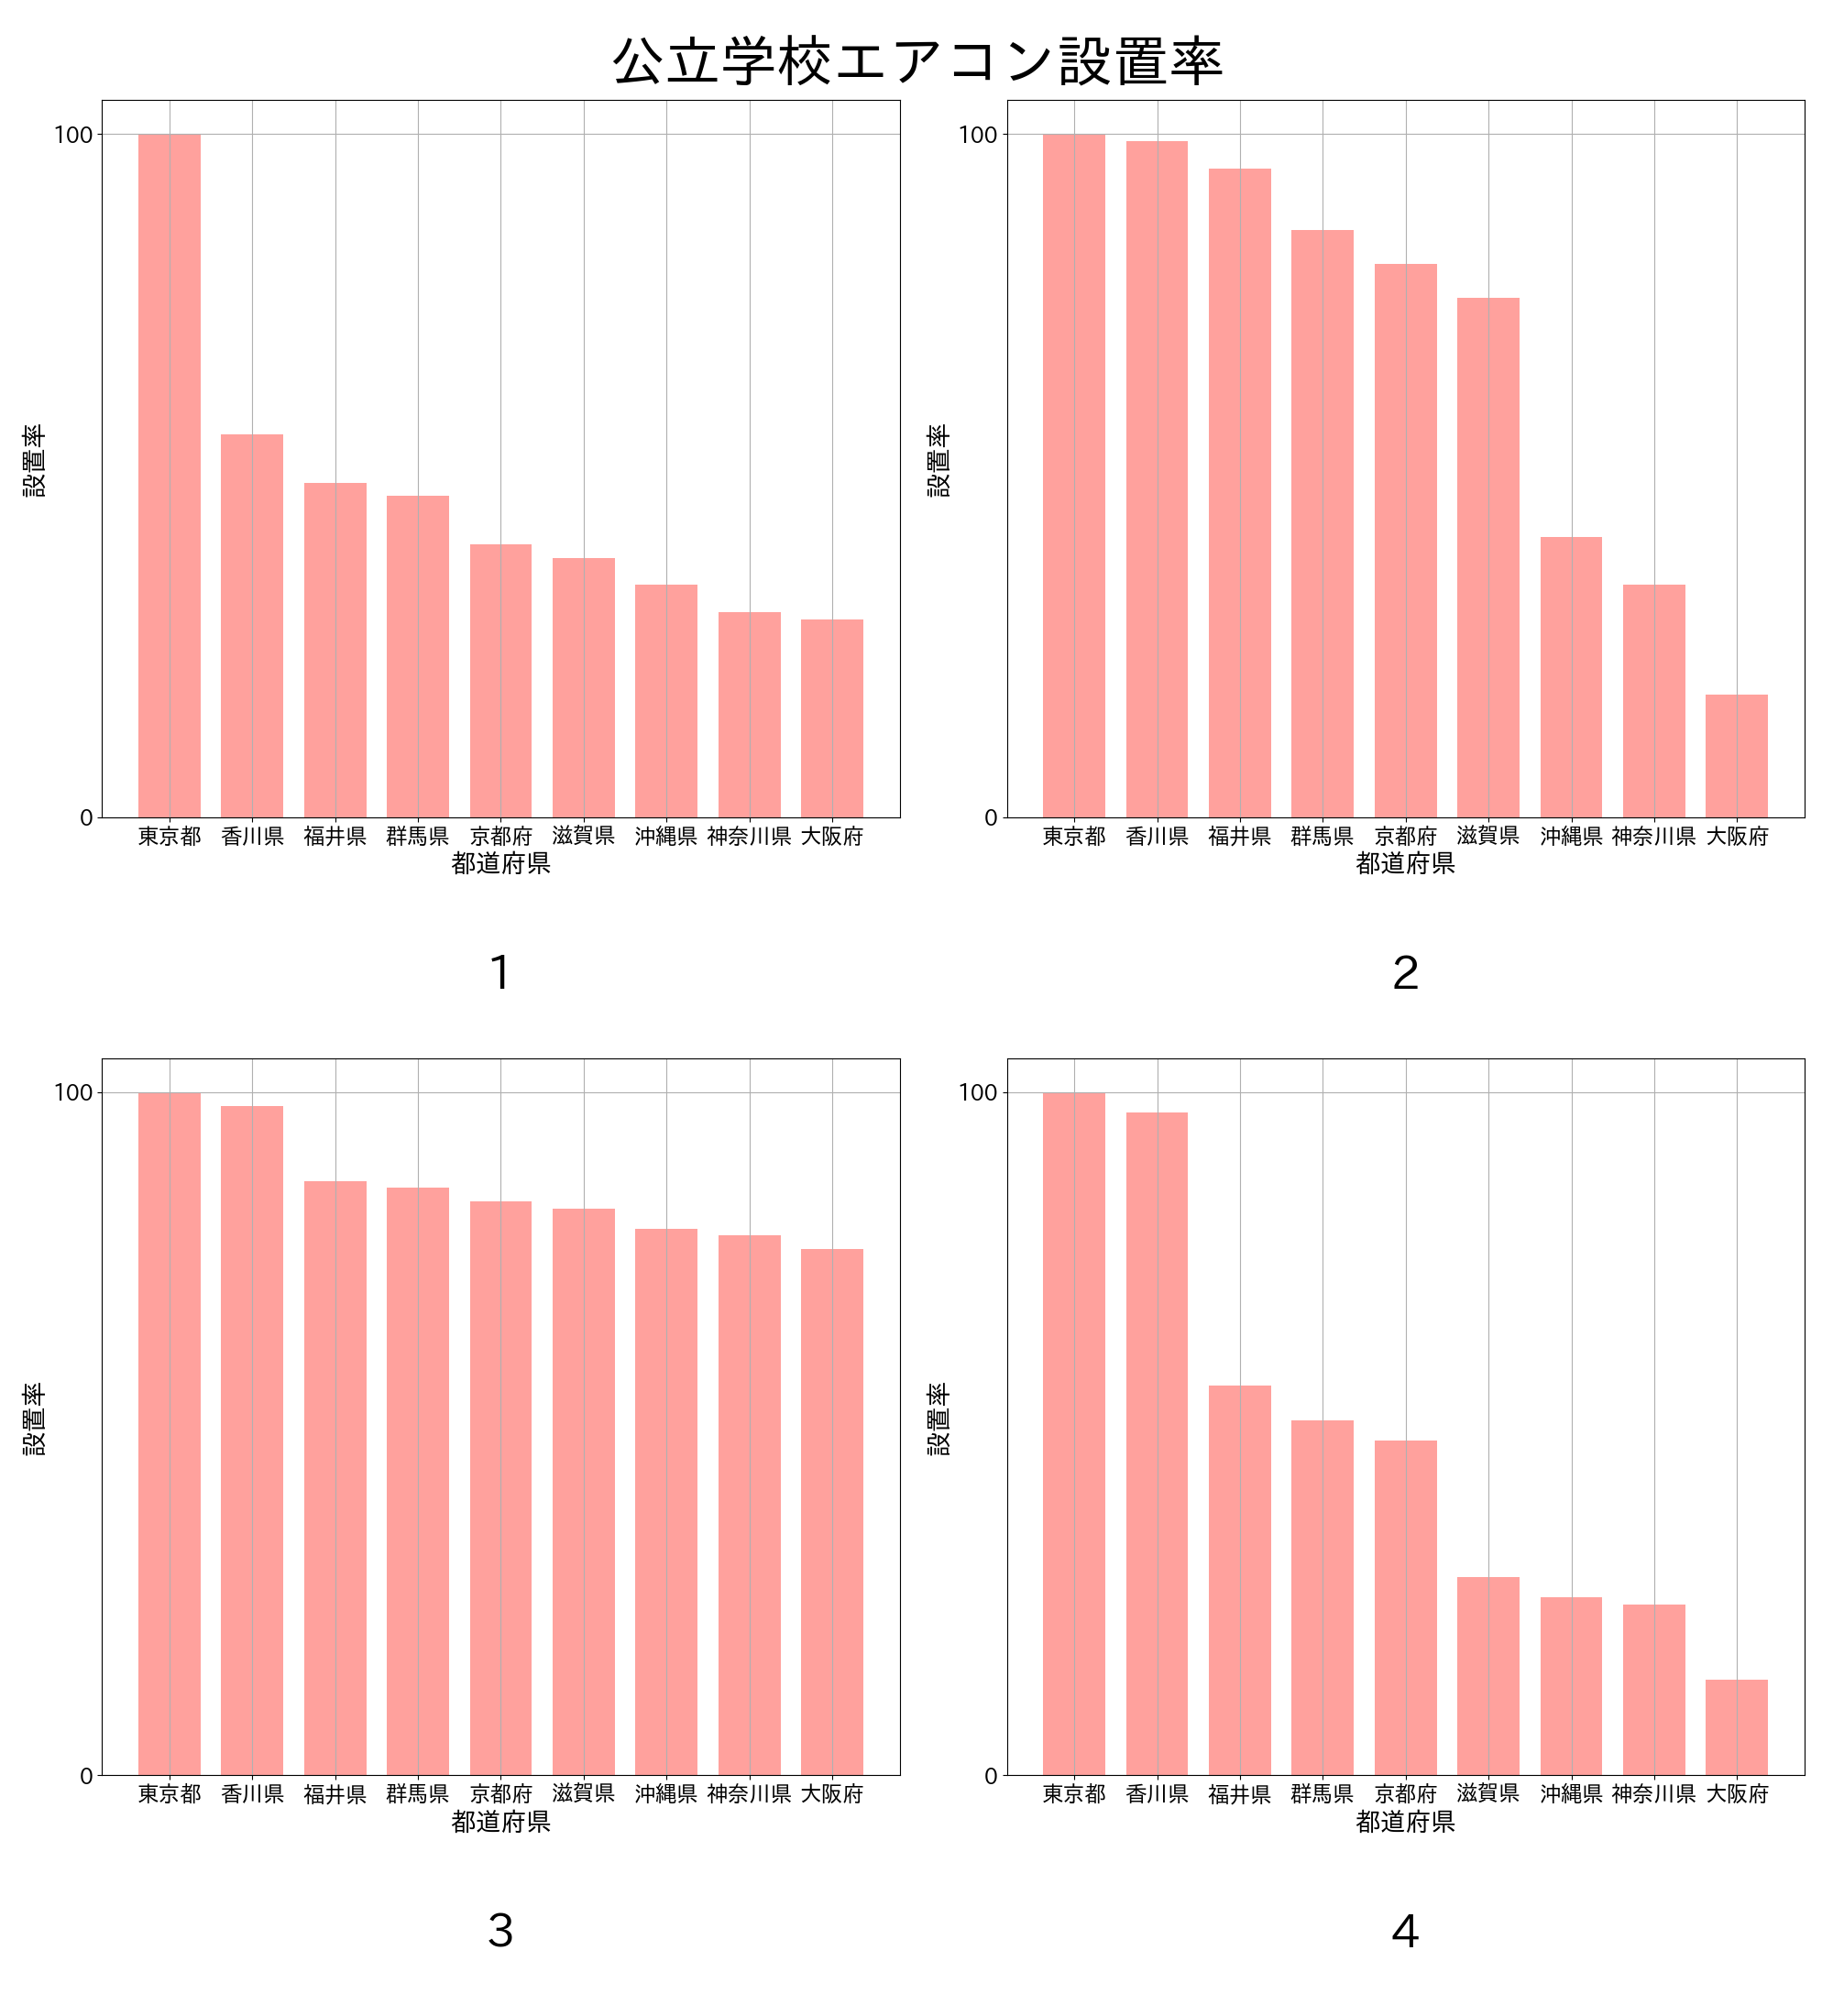 公立学校エアコン設置率
100
0
設置率
東京都 香川県 福井県 群馬県 京都府 滋賀県 沖縄県 神奈川県 大阪府
都道府県
1
100
0
設置率
東京都 香川県 福井県 群馬県 京都府 滋賀県 沖縄県 神奈川県 大阪府
都道府県
2
100
0
設置率
東京都 香川県 福井県 群馬県 京都府 滋賀県 沖縄県 神奈川県 大阪府
都道府県
3
100
0
設置率
東京都 香川県 福井県 群馬県 京都府 滋賀県 沖縄県 神奈川県 大阪府
都道府県
4